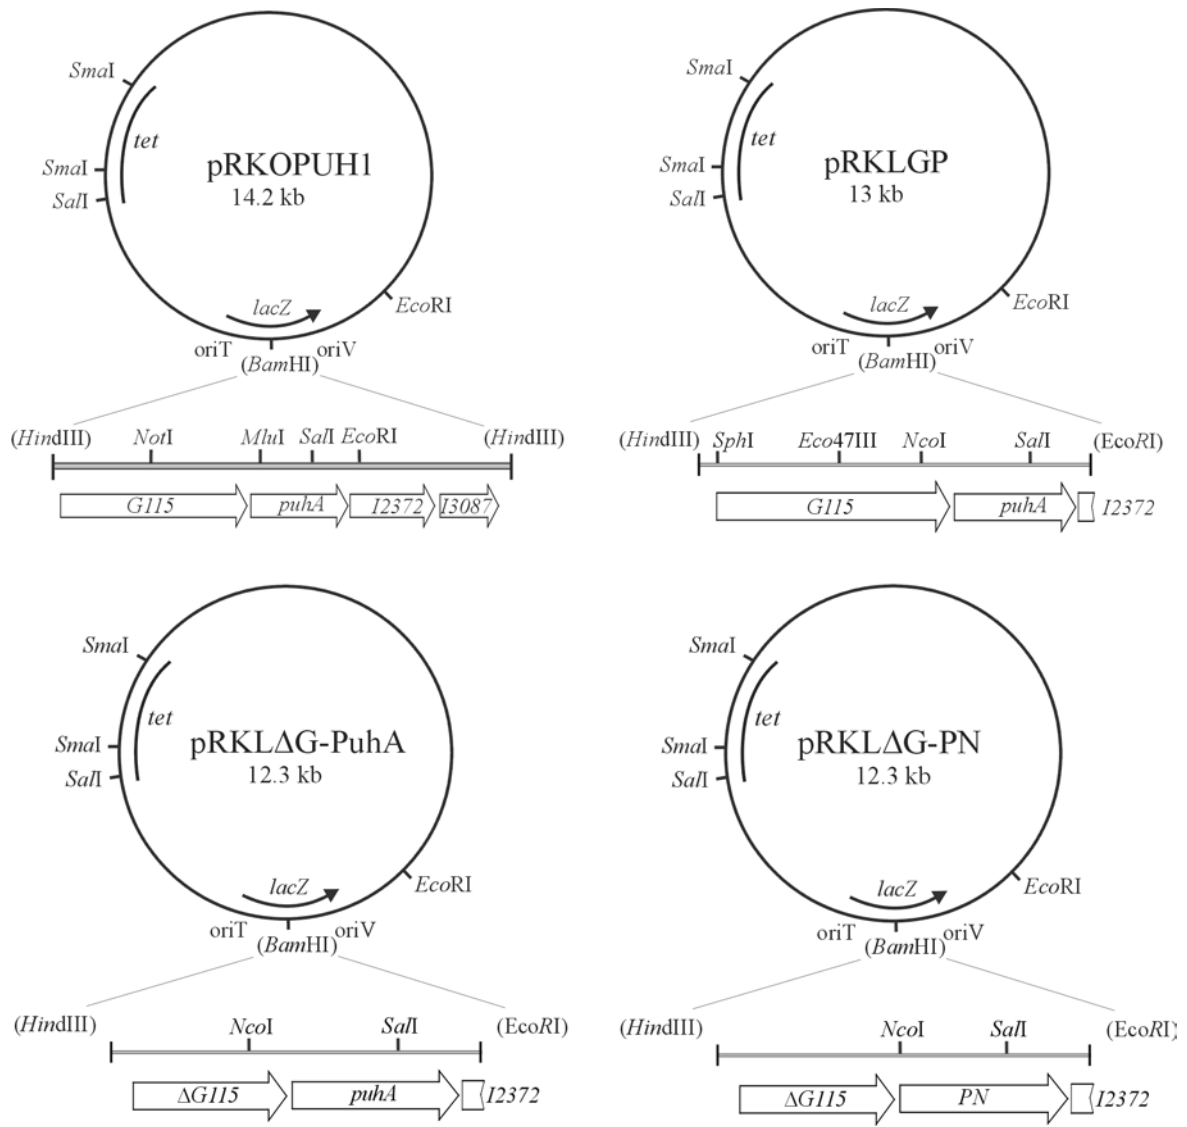 SmaI
tet
SmaI
SalI
pRKOPUH1
14.2 kb
lacZ
EcoRI
oriT
oriV
(BamHI)
(HindIII)
NotI
MluI
SalI
EcoRI
(HindIII)
G115
puhA
I2372
I3087
SmaI
tet
SmaI
SalI
pRKLGP
13 kb
lacZ
EcoRI
oriT
oriV
(BamHI)
(HindIII)
SphI
Eco47III
NcoI
SalI
(EcoRI)
G115
puhA
I2372
SmaI
tet
SmaI
SalI
pRKLΔG-PuhA
12.3 kb
lacZ
EcoRI
oriT
oriV
(BamHI)
(HindIII)
NcoI
SalI
(EcoRI)
ΔG115
puhA
I2372
SmaI
tet
SmaI
SalI
pRKLΔG-PN
12.3 kb
lacZ
EcoRI
oriT
oriV
(BamHI)
(HindIII)
NcoI
SalI
(EcoRI)
ΔG115
PN
I2372